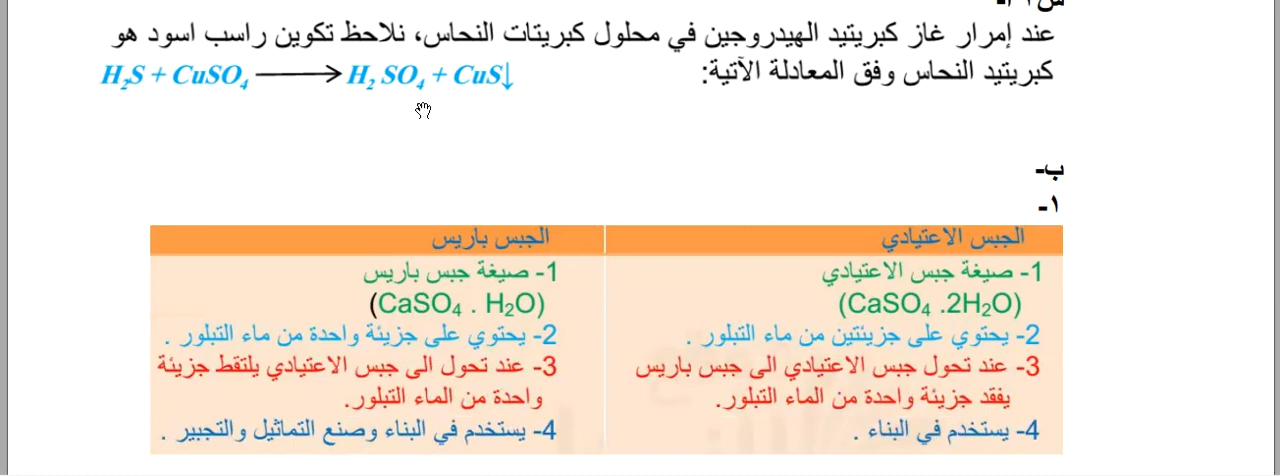 عند إمرار غاز كبريتيد الهيدروجين في محلول كبريتات النحاس، نلاحظ تكوين راسب اسود هو
كبريتيد النحاس وفق المعادلة الآتية: H₂S + CuSO₄ ⟶ H₂ SO₄ + CuS↓
ب-
١-
الجبس الاعتيادي
1- صيغة جبس الاعتيادي
(CaSO₄ .2H₂O)
2- يحتوي على جزيئتين من ماء التبلور .
3- عند تحول جبس الاعتيادي الى جبس باريس
يفقد جزيئة واحدة من الماء التبلور.
4- يستخدم في البناء .
الجبس باريس
1- صيغة جبس باريس
(CaSO₄ . H₂O)
2- يحتوي على جزيئة واحدة من ماء التبلور .
3- عند تحول الى جبس الاعتيادي يلتقط جزيئة
واحدة من الماء التبلور.
4- يستخدم في البناء وصنع التماثيل والتجبير .